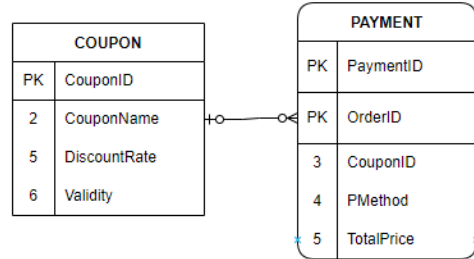 COUPON
PK CouponID
2 CouponName
5 DiscountRate
6 Validity
PAYMENT
PK PaymentID
PK OrderID
3 CouponID
4 PMethod
5 TotalPrice